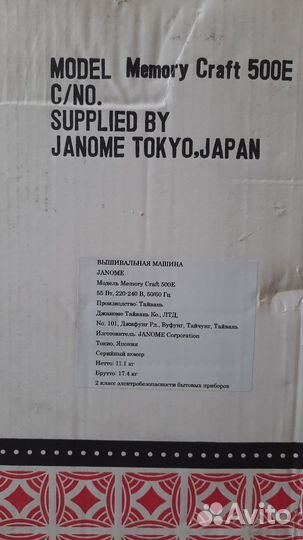 MODEL Memory Craft 500E
C/NO.
SUPPLIED BY
JANOME TOKYO,JAPAN
ВЫШИВАЛЬНАЯ МАШИНА
JANOME
Модель Memory Craft 500E
55 Вт, 220-240 В, 50/60 Гц
Производство: Тайвань
Джаноме Тайвань Ко., ЛТД,
No. 101, Джифунг Рд., Вуфунг, Тайчунг, Тайвань
Изготовитель: JANOME Corporation
Токио, Япония
Серийный номер
Нетто: 11.1 кг
Брутто: 17.4 кг
2 класс электробезопасности бытовых приборов
Avito